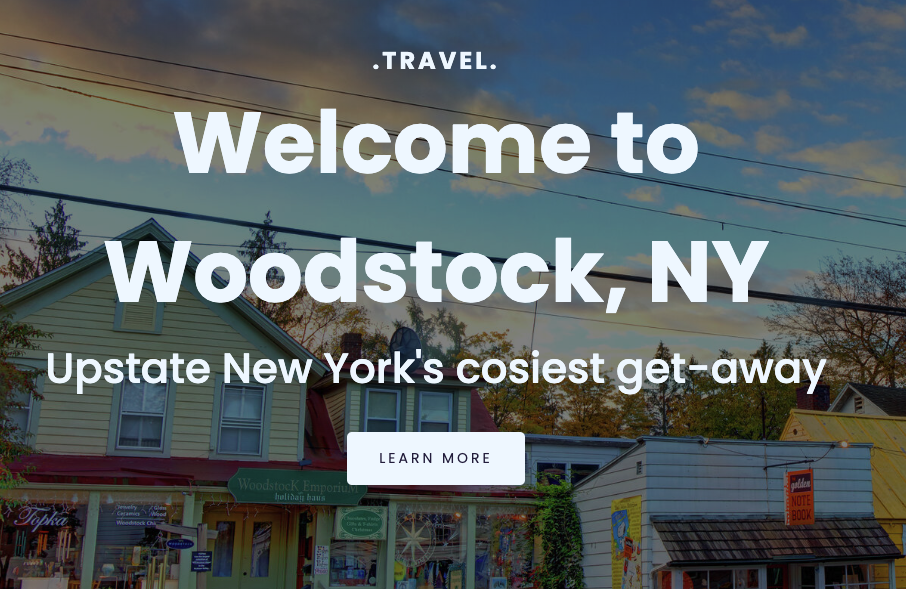 .TRAVEL.
Welcome to
Woodstock, NY
Upstate New York's cosiest get-away
LEARN MORE
Woodstock Emporium
holiday haus
Topka
golden
NOTE
BOOK